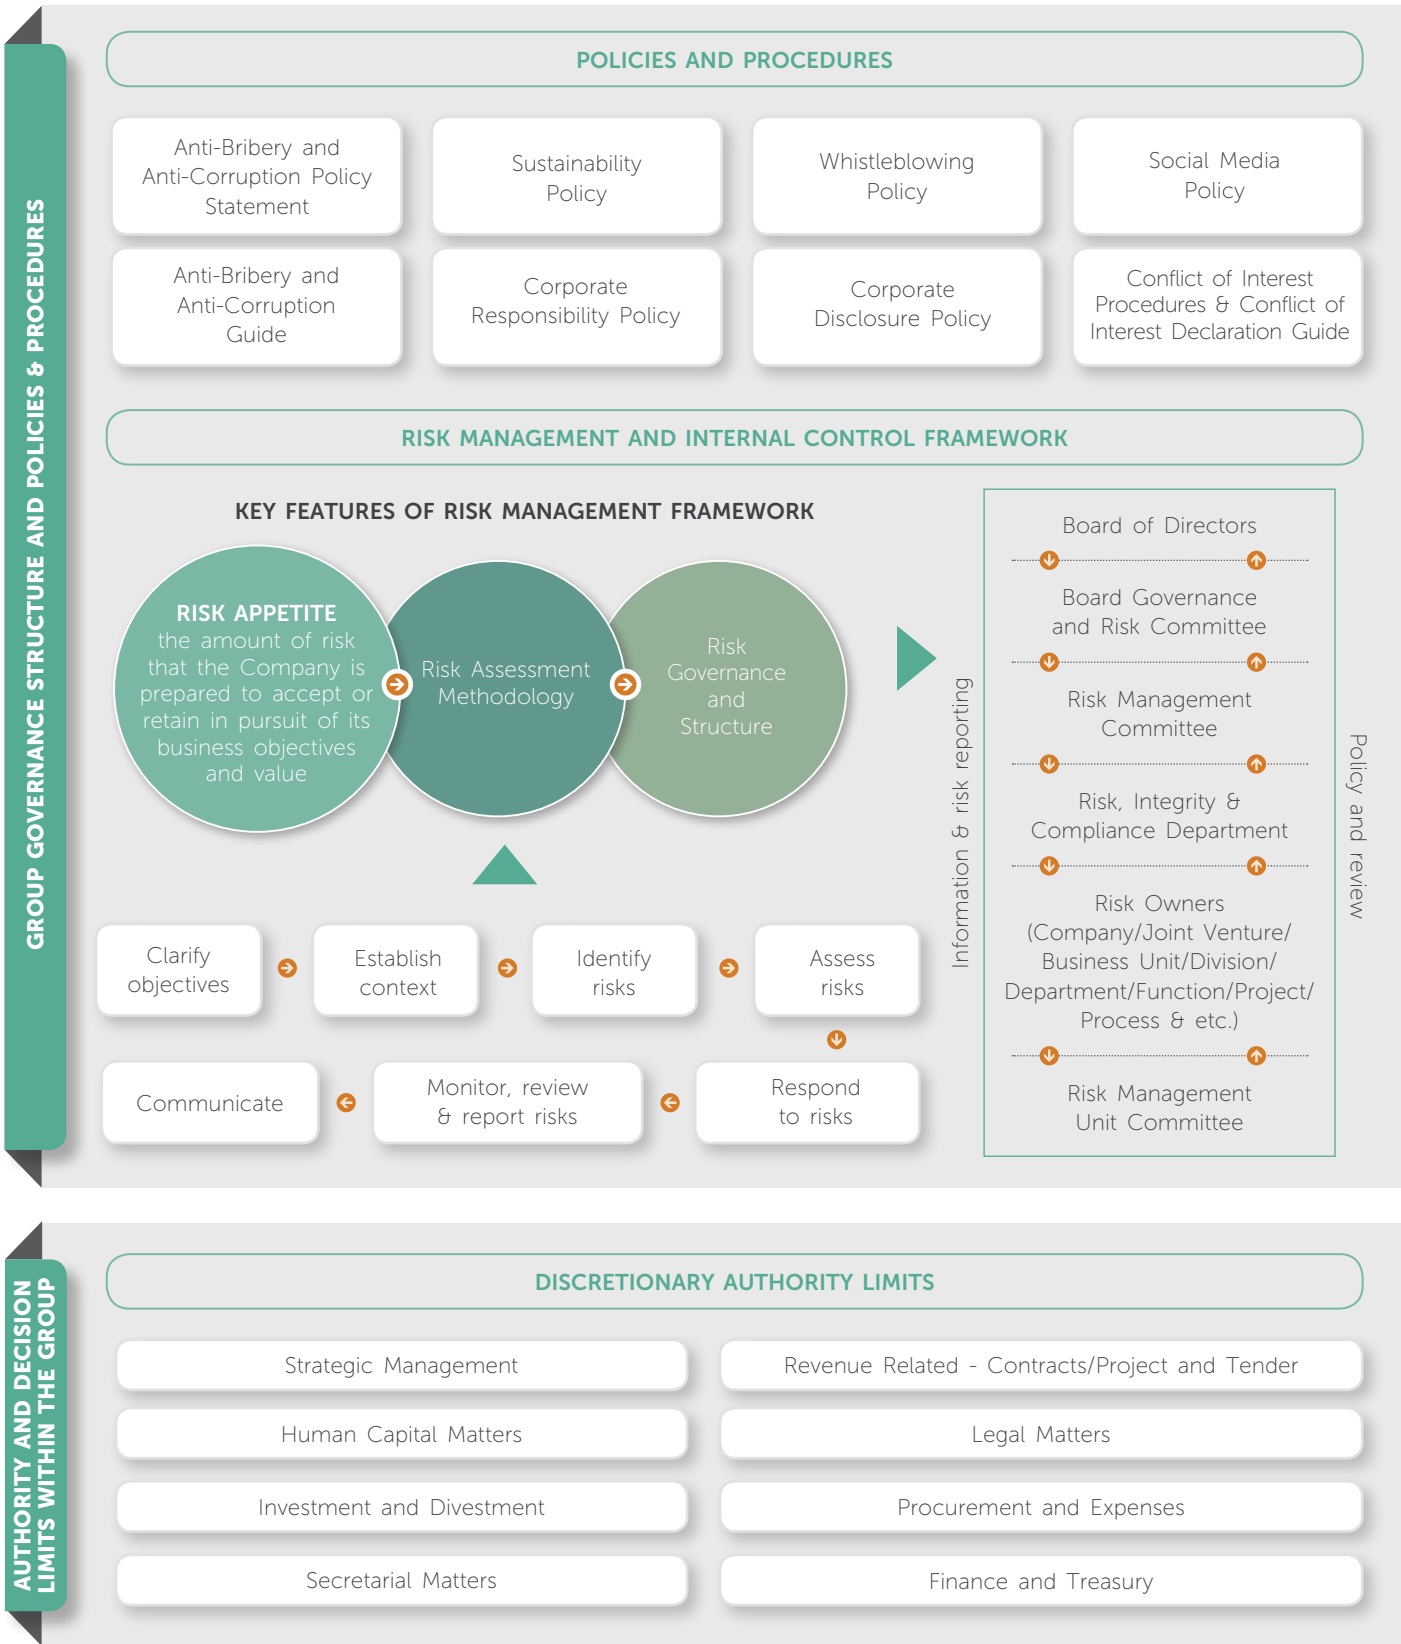 GROUP GOVERNANCE STRUCTURE AND POLICIES & PROCEDURES
POLICIES AND PROCEDURES
Anti-Bribery and
Anti-Corruption Policy
Statement
Sustainability
Policy
Whistleblowing
Policy
Social Media
Policy
Anti-Bribery and
Anti-Corruption
Guide
Corporate
Responsibility Policy
Corporate
Disclosure Policy
Conflict of Interest
Procedures & Conflict of
Interest Declaration Guide
RISK MANAGEMENT AND INTERNAL CONTROL FRAMEWORK
KEY FEATURES OF RISK MANAGEMENT FRAMEWORK
RISK APPETITE
the amount of risk
that the Company is
prepared to accept or
retain in pursuit of its
business objectives
and value
Risk Assessment
Methodology
Risk
Governance
and
Structure
Clarify
objectives
Establish
context
Identify
risks
Assess
risks
Respond
to risks
Monitor, review
& report risks
Communicate
Information & risk reporting
Board of Directors
Board Governance
and Risk Committee
Risk Management
Committee
Risk, Integrity &
Compliance Department
Risk Owners
(Company/Joint Venture/
Business Unit/Division/
Department/Function/Project/
Process & etc.)
Risk Management
Unit Committee
Policy and review
AUTHORITY AND DECISION
LIMITS WITHIN THE GROUP
DISCRETIONARY AUTHORITY LIMITS
Strategic Management
Revenue Related - Contracts/Project and Tender
Human Capital Matters
Legal Matters
Investment and Divestment
Procurement and Expenses
Secretarial Matters
Finance and Treasury